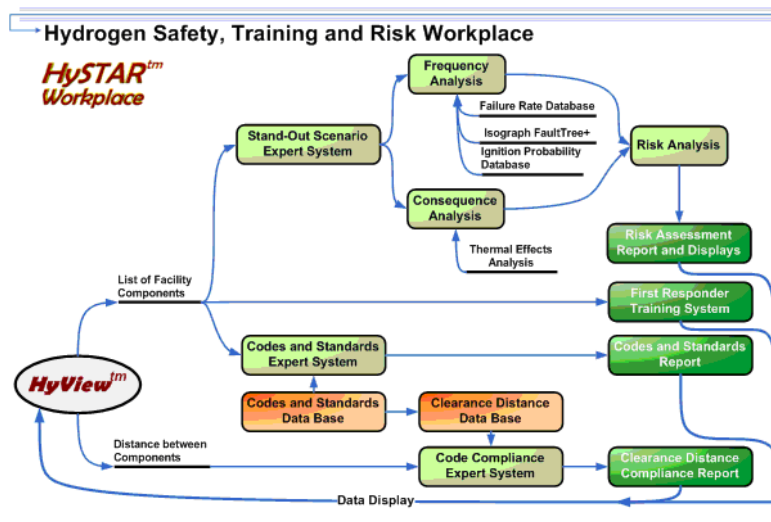 Hydrogen Safety, Training and Risk Workplace
HySTAR™
Workplace
Frequency
Analysis
Failure Rate Database
Isograph FaultTree+
Ignition Probability
Database
Stand-Out Scenario
Expert System
Risk Analysis
Consequence
Analysis
Thermal Effects
Analysis
Risk Assessment
Report and Displays
List of Facility
Components
First Responder
Training System
Codes and Standards
Expert System
Codes and Standards
Report
HyView™
Codes and Standards
Data Base
Clearance Distance
Data Base
Distance between
Components
Code Compliance
Expert System
Clearance Distance
Compliance Report
Data Display